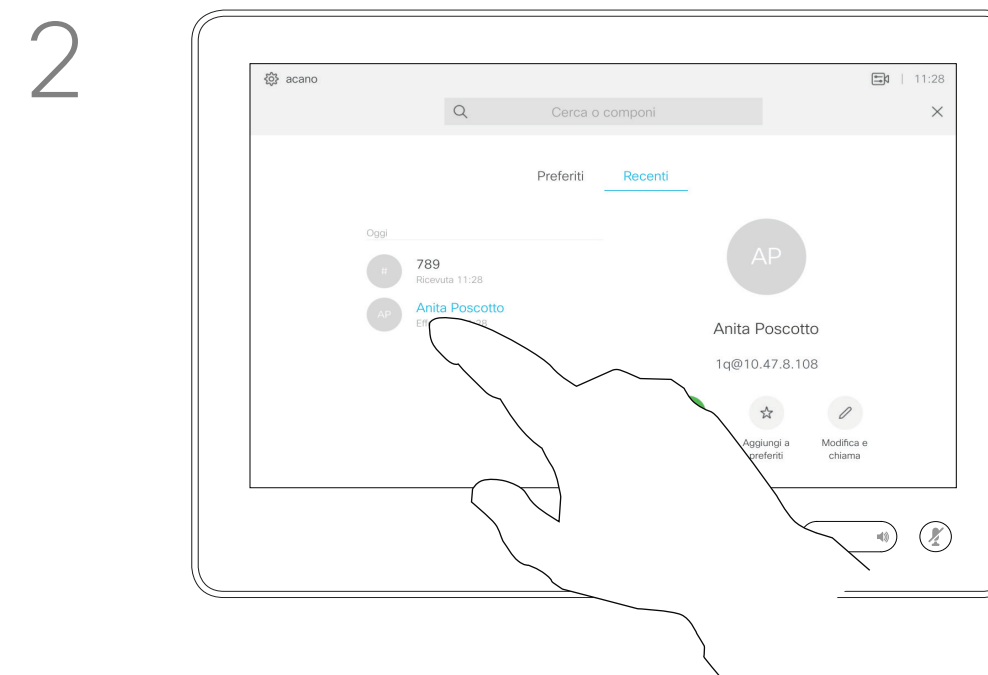 2
acano
11:28
Cerca o componi
Preferiti
Recenti
Oggi
#
789
Ricevuta 11:28
AP
Anita Poscotto
AP
Anita Poscotto
1q@10.47.8.108
Aggiungi a
preferiti
Modifica e
chiama